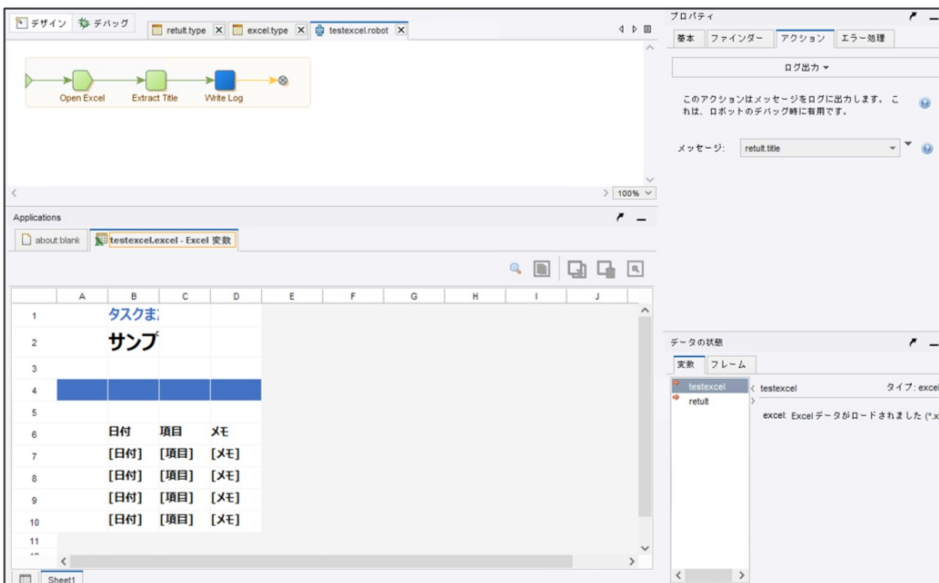 デザイン デバッグ
retult.type excel.type testexcel.robot
Open Excel Extract Title Write Log
100%
Applications
about:blank testexcel.excel - Excel 変数
A B C D E F G H I J
1 タスクま
2 サンプ
3
4
5
6 日付 項目 メモ
7 [日付] [項目] [メモ]
8 [日付] [項目] [メモ]
9 [日付] [項目] [メモ]
10 [日付] [項目] [メモ]
11
Sheet1
プロパティ
基本 ファインダー アクション エラー処理
ログ出力
このアクションはメッセージをログに出力します。 こ
れは、ロボットのデバッグ時に有用です。
メッセージ: retult.title
データの状態
変数 フレーム
testexcel
retult
testexcel タイプ: excel
excel: Excel データがロードされました (*.x